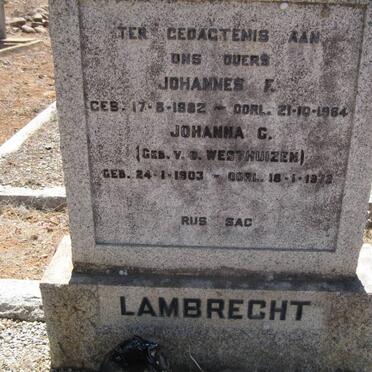 TER GEDAGTENIS AAN
ONS OUERS
JOHANNES F.
GEB. 17-8-1882 – OORL. 21-10-1964
JOHANNA C.
(GEB. V. D. WESTHUIZEN)
GEB. 24-1-1903 – OORL. 18-1-1973
RUS SAG
LAMBRECHT